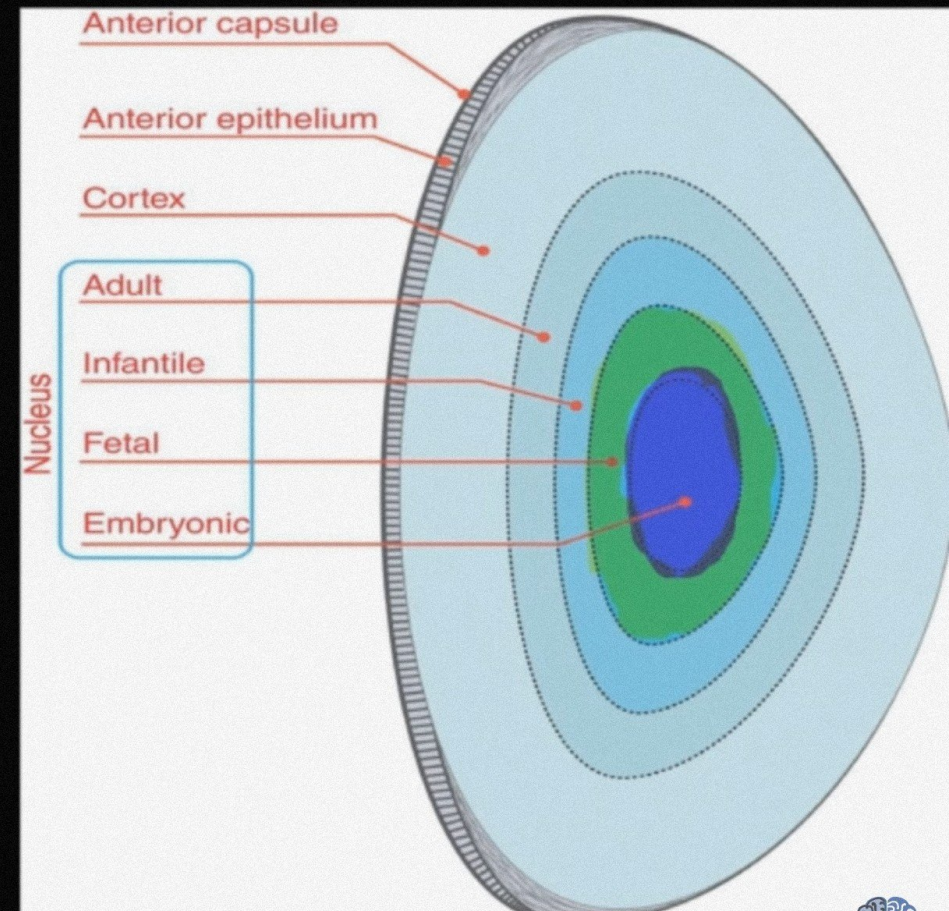 Anterior capsule
Anterior epithelium
Cortex
Adult
Infantile
Fetal
Embryonic
Nucleus